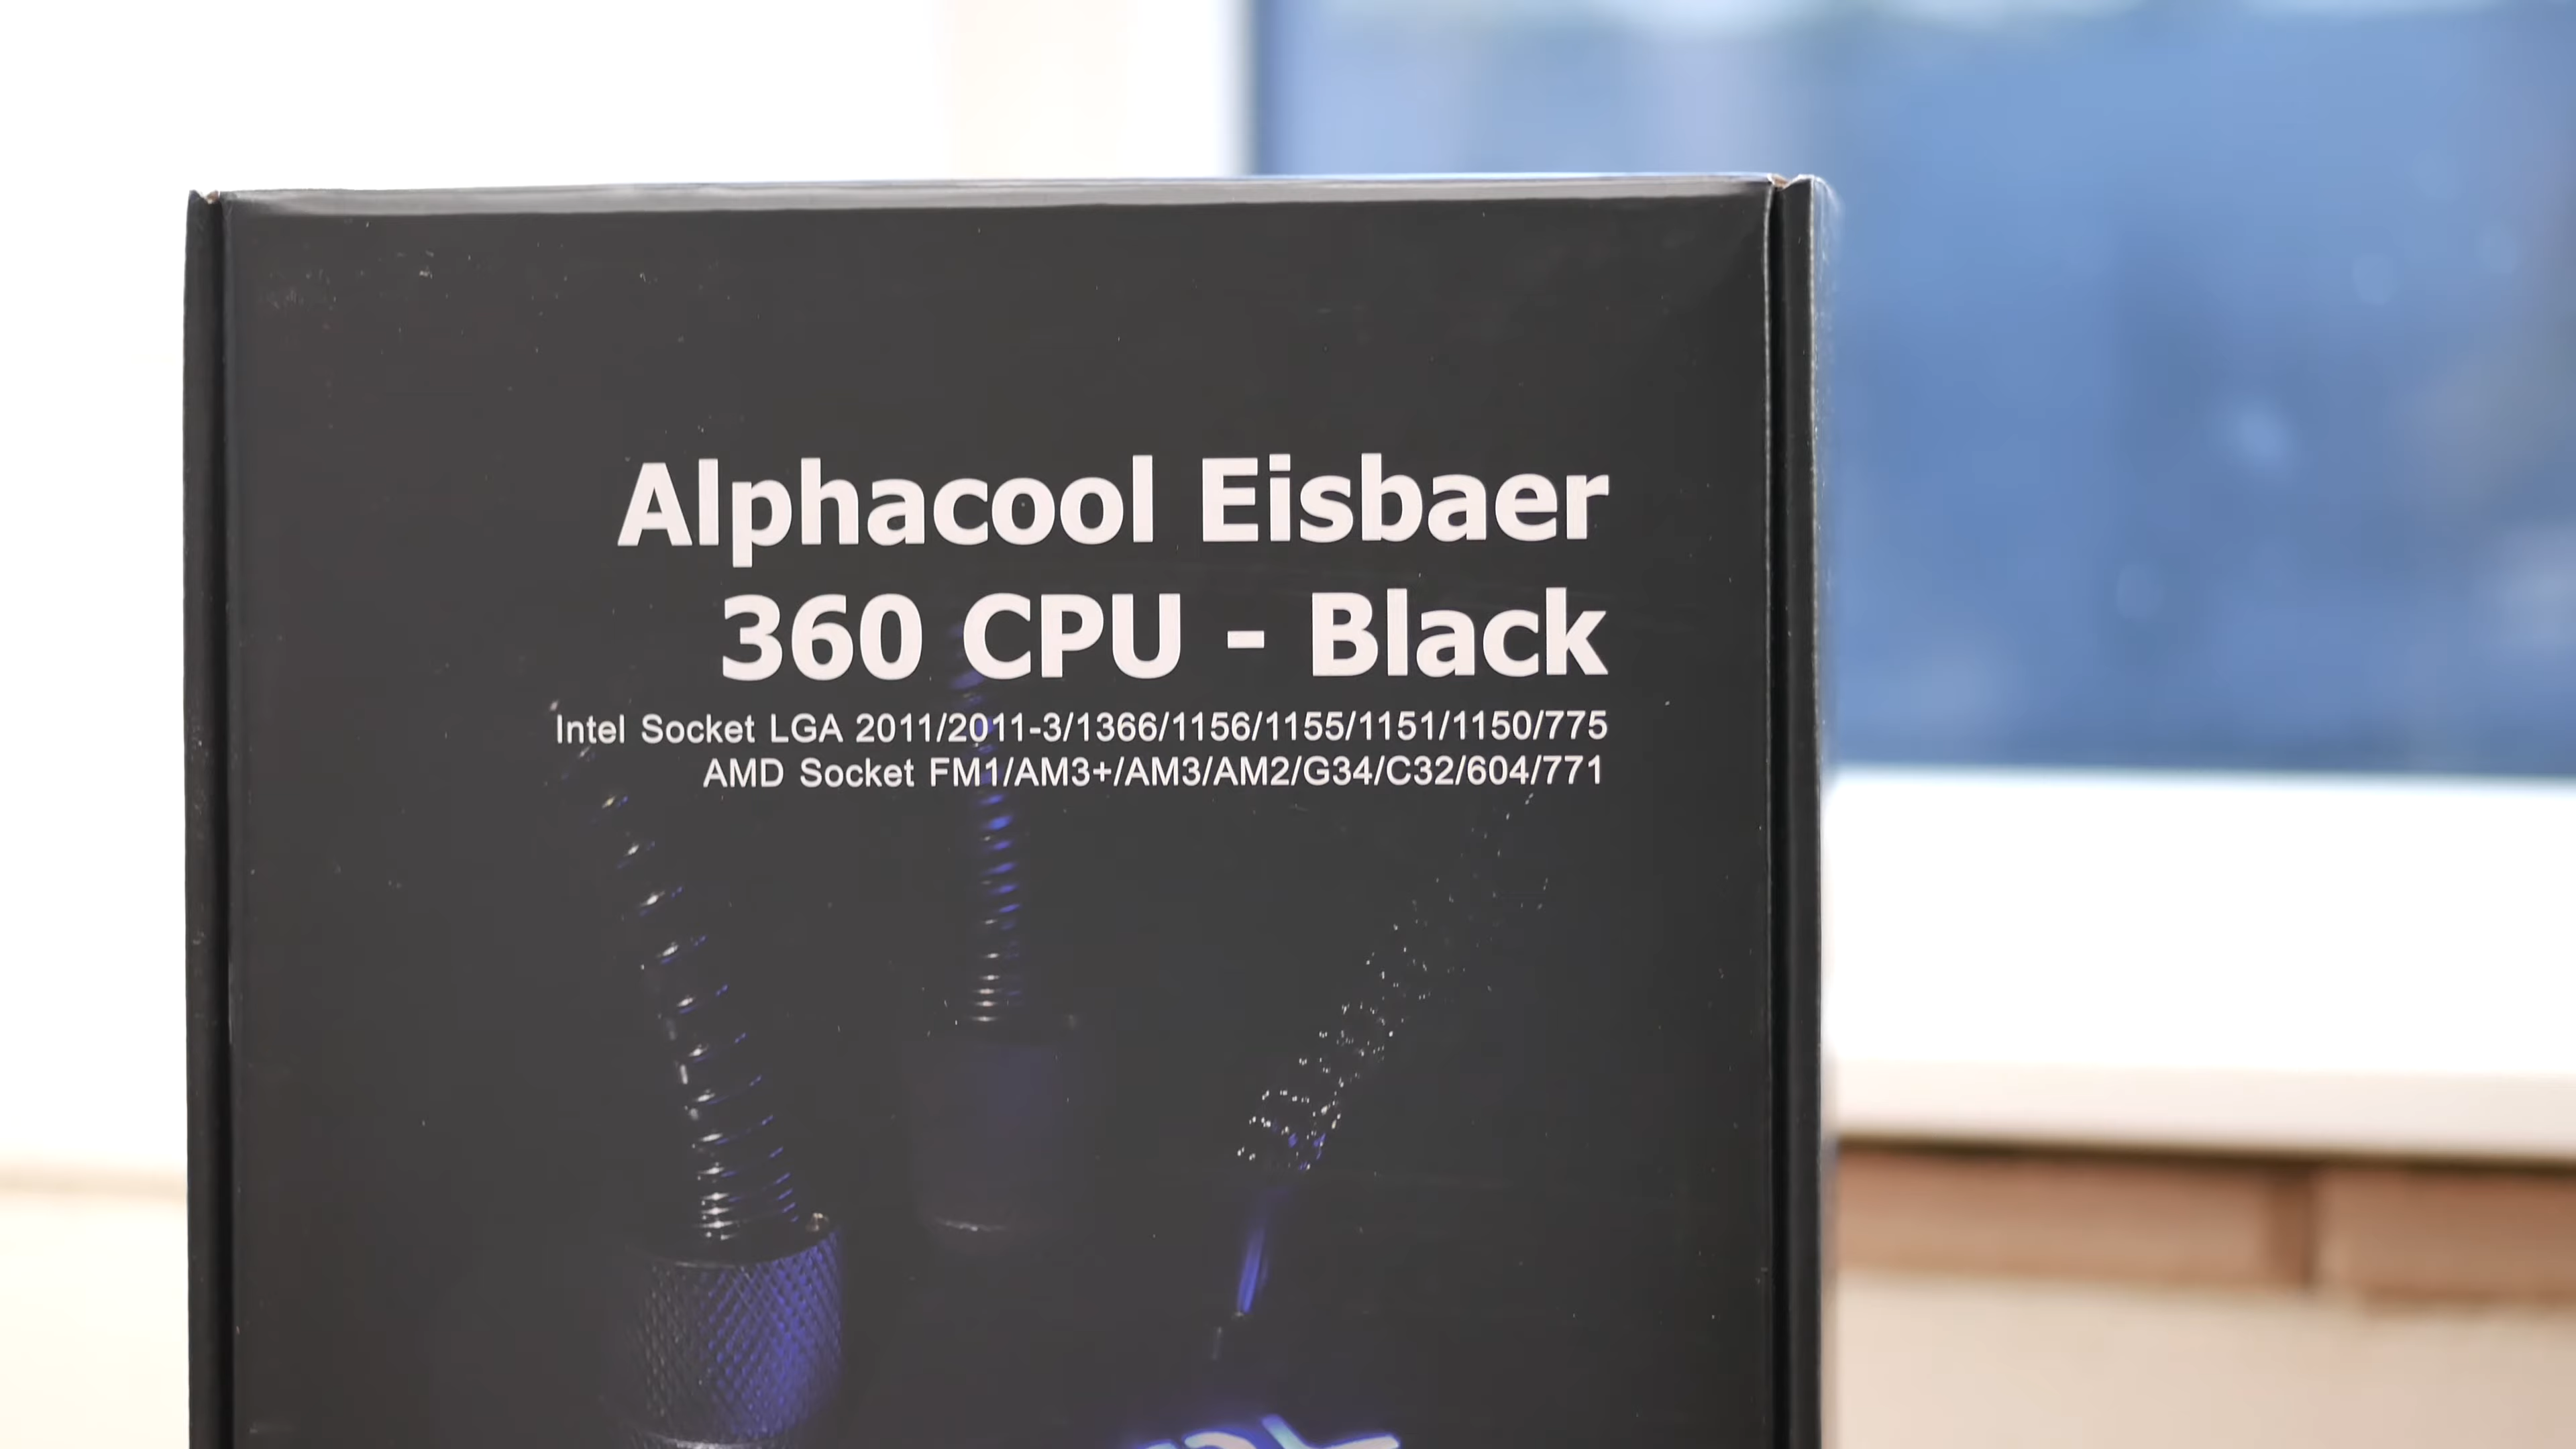 Alphacool Eisbaer
360 CPU - Black
Intel Socket LGA 2011/2011-3/1366/1156/1155/1151/1150/775
AMD Socket FM1/AM3+/AM3/AM2/G34/C32/604/771